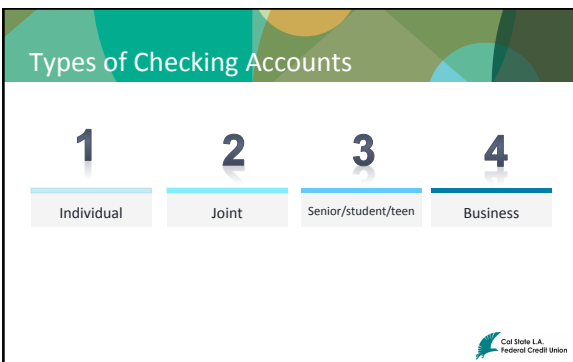 Types of Checking Accounts
1
2
3
4
Individual
Joint
Senior/student/teen
Business
Cal State L.A.
Federal Credit Union